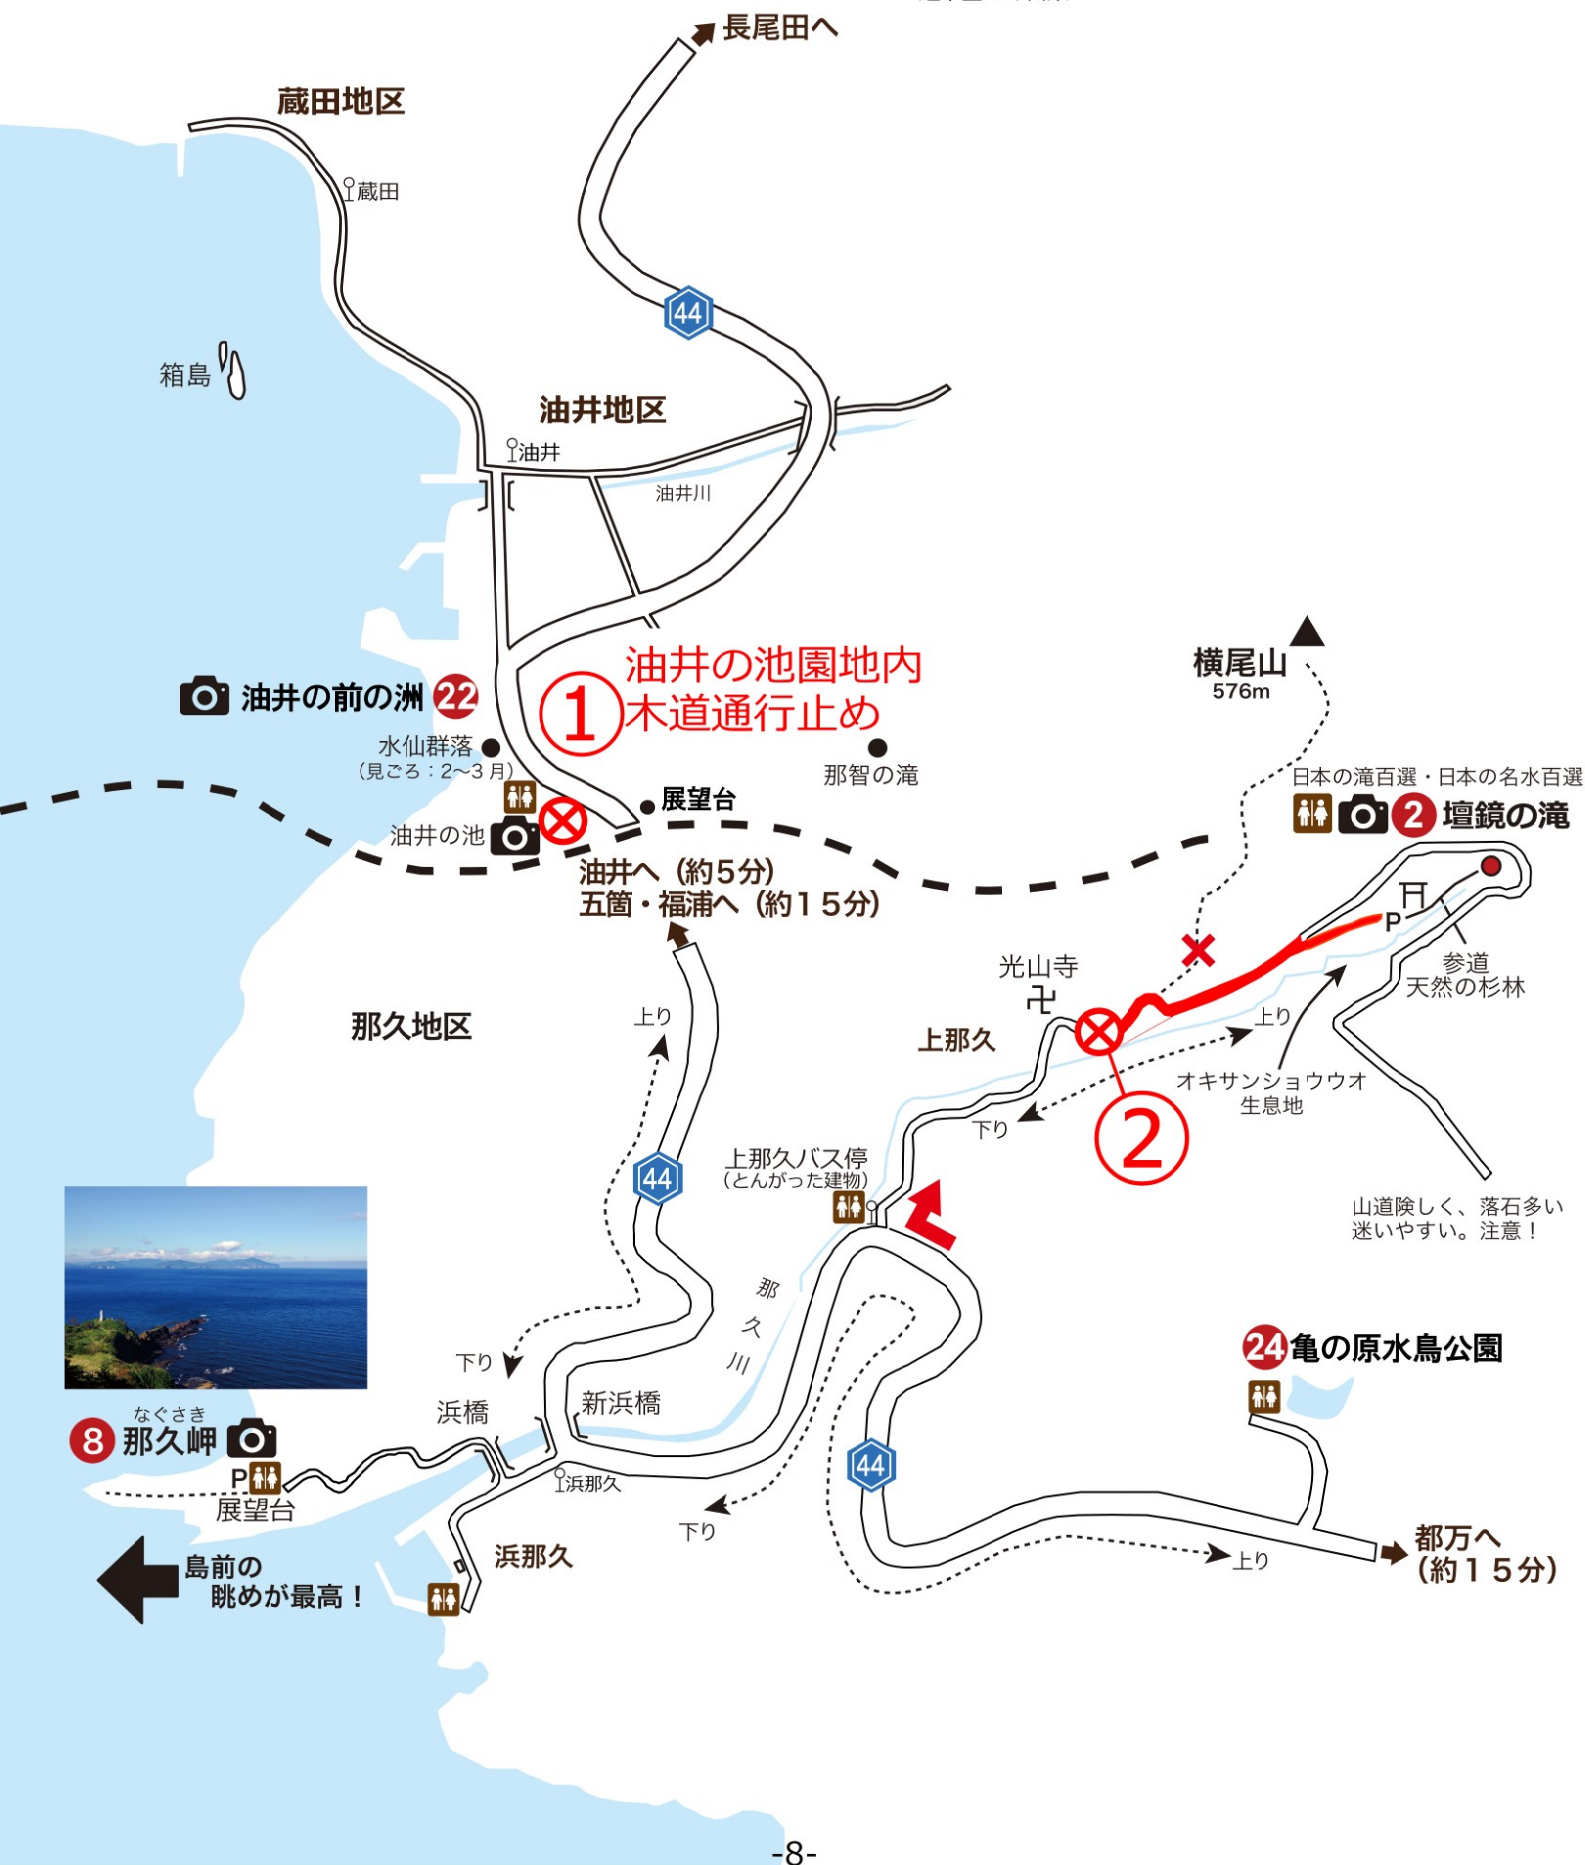 長尾田へ
蔵田地区
蔵田
44
箱島
油井地区
油井
油井川
油井の池園地内
①木道通行止め
横尾山
576m
油井の前の洲 22
水仙群落
(見ごろ：2〜3月)
那智の滝
日本の滝百選・日本の名水百選
2 壇鏡の滝
展望台
油井の池
油井へ（約5分）
五箇・福浦へ（約15分）
P
参道
天然の杉林
光山寺
卍
那久地区
上り
上那久
上り
オキサンショウウオ
生息地
下り
②
上那久バス停
(とんがった建物)
44
山道険しく、落石多い
迷いやすい。注意！
那久川
24 亀の原水鳥公園
下り
新浜橋
浜橋
なぐさき
8 那久岬
P
展望台
浜那久
44
下り
浜那久
島前の
眺めが最高！
上り
都万へ
（約15分）
-8-